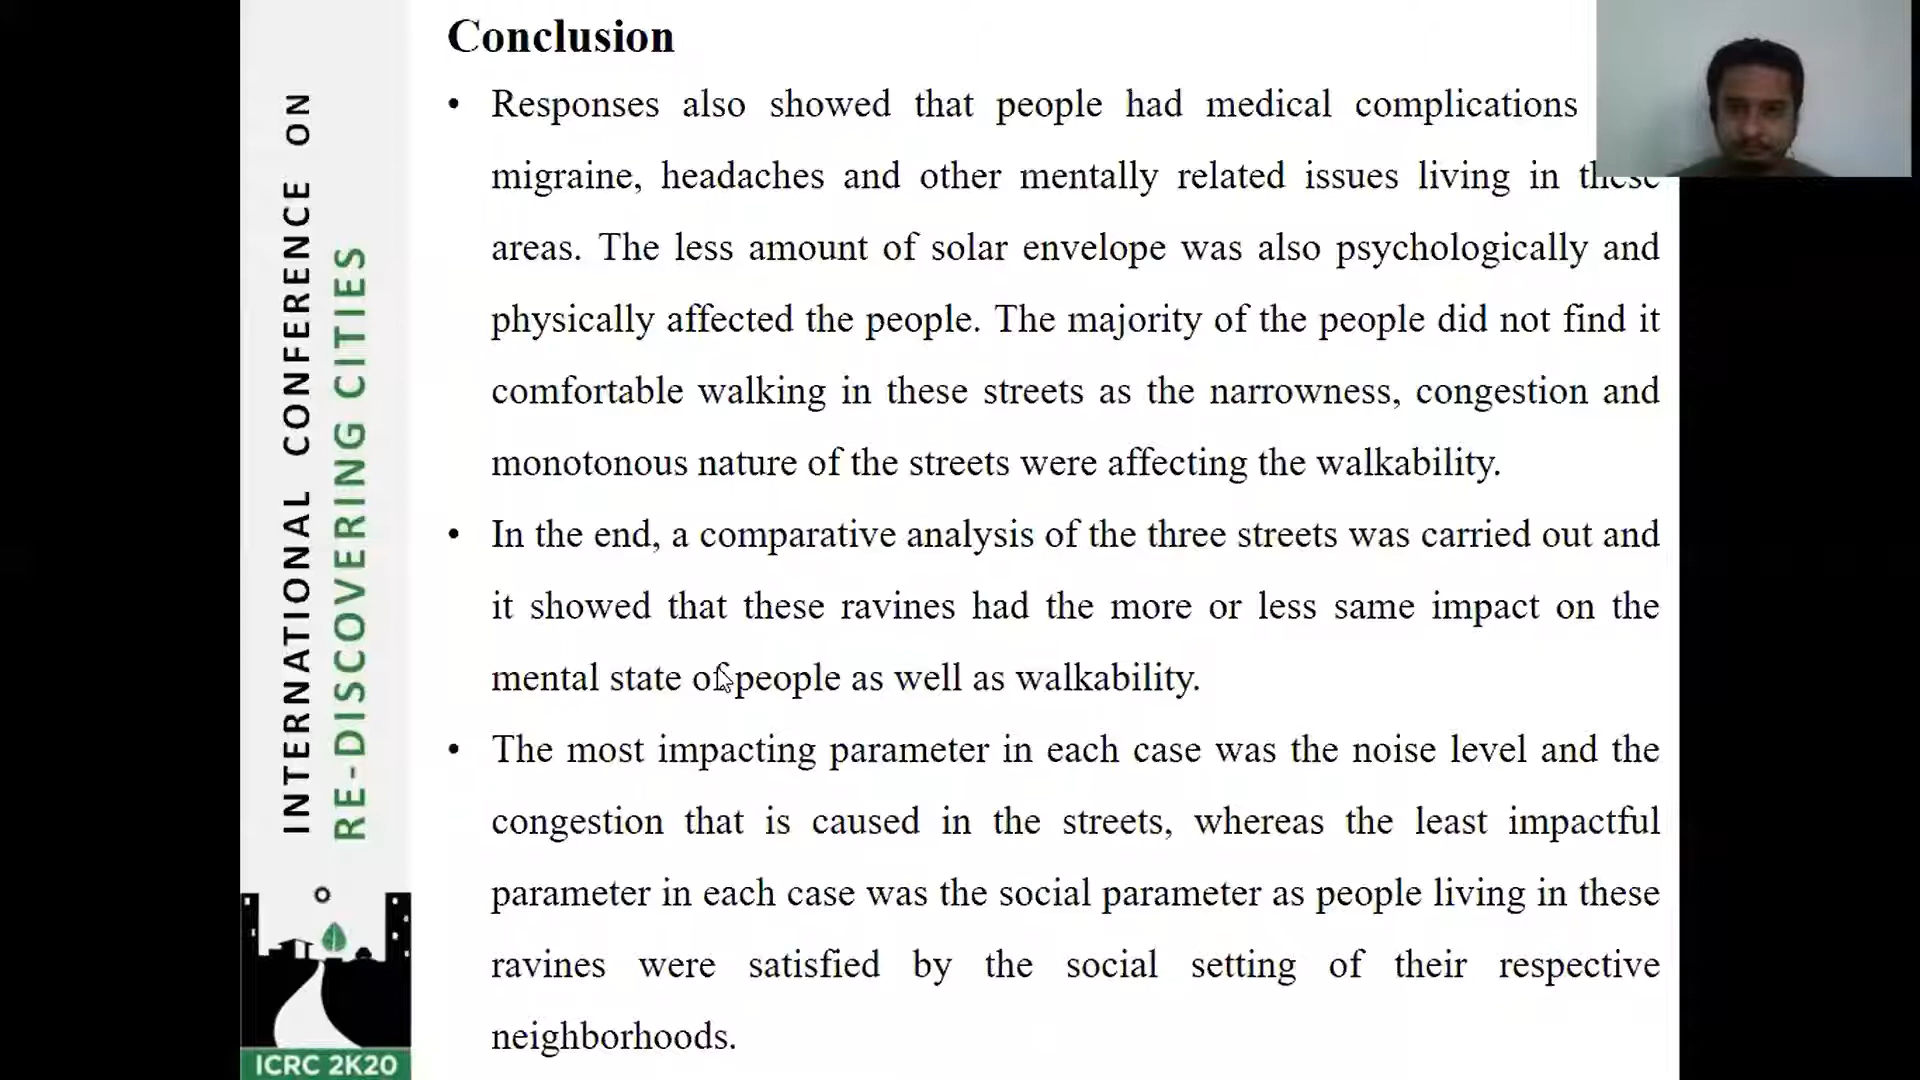 Conclusion
• Responses also showed that people had medical complications
migraine, headaches and other mentally related issues living in these
areas. The less amount of solar envelope was also psychologically and
physically affected the people. The majority of the people did not find it
comfortable walking in these streets as the narrowness, congestion and
monotonous nature of the streets were affecting the walkability.
• In the end, a comparative analysis of the three streets was carried out and
it showed that these ravines had the more or less same impact on the
mental state of people as well as walkability.
• The most impacting parameter in each case was the noise level and the
congestion that is caused in the streets, whereas the least impactful
parameter in each case was the social parameter as people living in these
ravines were satisfied by the social setting of their respective
neighborhoods.
INTERNATIONAL CONFERENCE ON
RE-DISCOVERING CITIES
ICRC 2K20